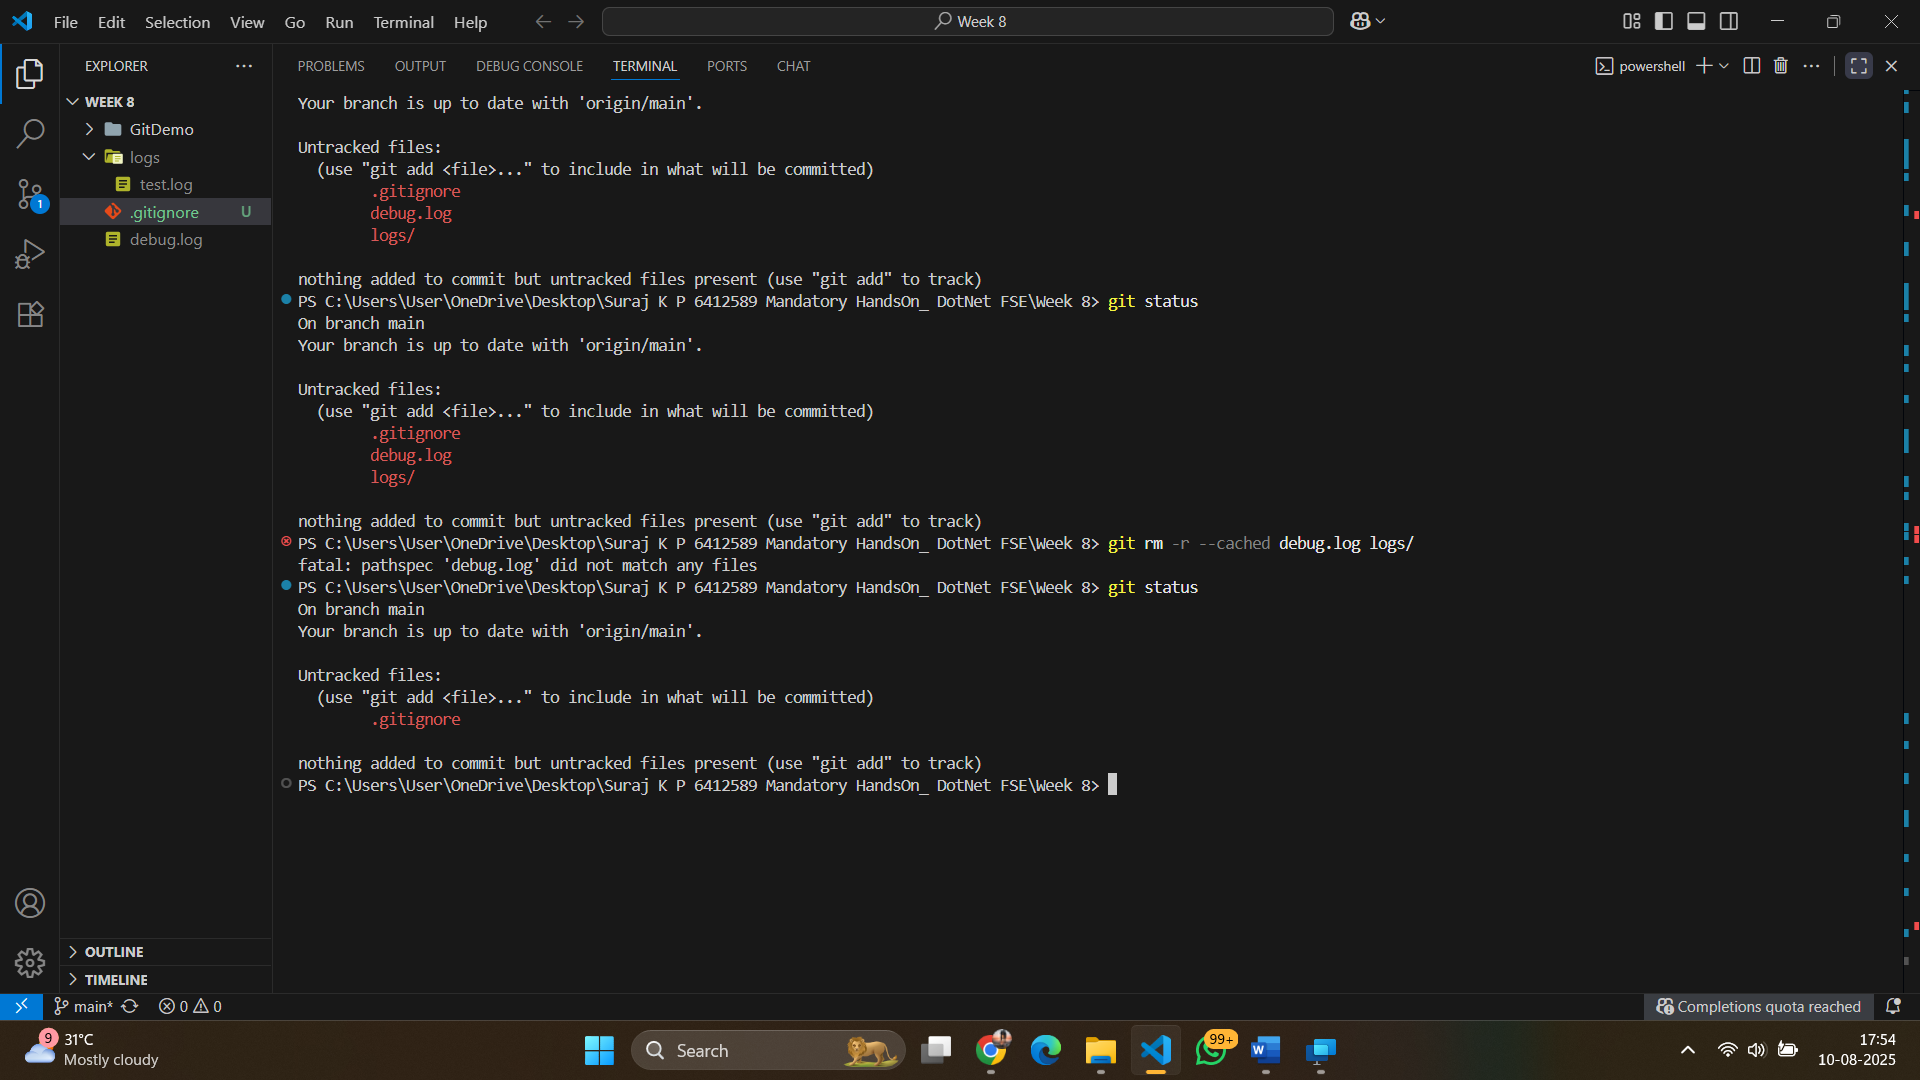 File Edit Selection View Go Run Terminal Help
Week 8
EXPLORER
WEEK 8
GitDemo
logs
test.log
.gitignore U
debug.log
1
OUTLINE
TIMELINE
PROBLEMS OUTPUT DEBUG CONSOLE TERMINAL PORTS CHAT
powershell
Your branch is up to date with 'origin/main'.
Untracked files:
(use "git add <file>..." to include in what will be committed)
.gitignore
debug.log
logs/
nothing added to commit but untracked files present (use "git add" to track)
PS C:\Users\User\OneDrive\Desktop\Suraj K P 6412589 Mandatory HandsOn_ DotNet FSE\Week 8> git status
On branch main
Your branch is up to date with 'origin/main'.
Untracked files:
(use "git add <file>..." to include in what will be committed)
.gitignore
debug.log
logs/
nothing added to commit but untracked files present (use "git add" to track)
PS C:\Users\User\OneDrive\Desktop\Suraj K P 6412589 Mandatory HandsOn_ DotNet FSE\Week 8> git rm -r --cached debug.log logs/
fatal: pathspec 'debug.log' did not match any files
PS C:\Users\User\OneDrive\Desktop\Suraj K P 6412589 Mandatory HandsOn_ DotNet FSE\Week 8> git status
On branch main
Your branch is up to date with 'origin/main'.
Untracked files:
(use "git add <file>..." to include in what will be committed)
.gitignore
nothing added to commit but untracked files present (use "git add" to track)
PS C:\Users\User\OneDrive\Desktop\Suraj K P 6412589 Mandatory HandsOn_ DotNet FSE\Week 8>
main* 0 0
Completions quota reached
9
31°C
Mostly cloudy
Search
99+
17:54
10-08-2025